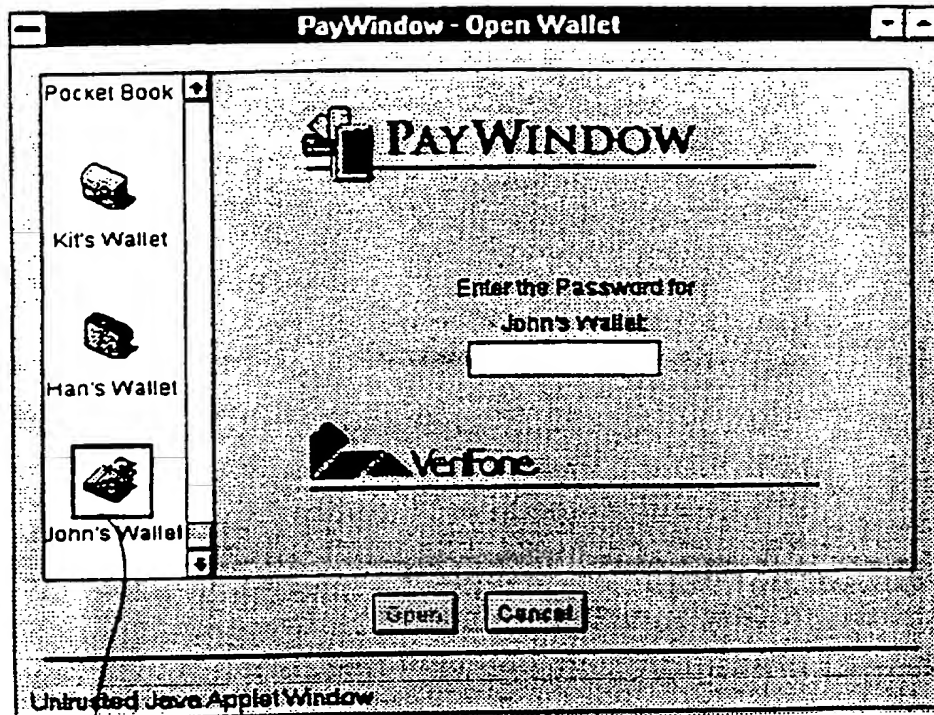 PayWindow - Open Wallet
Pocket Book
PAYWINDOW
Kit's Wallet
Enter the Password for
John's Wallet:
Han's Wallet
VeriFone.
John's Wallet
Open
Cancel
Untrusted Java Applet Window